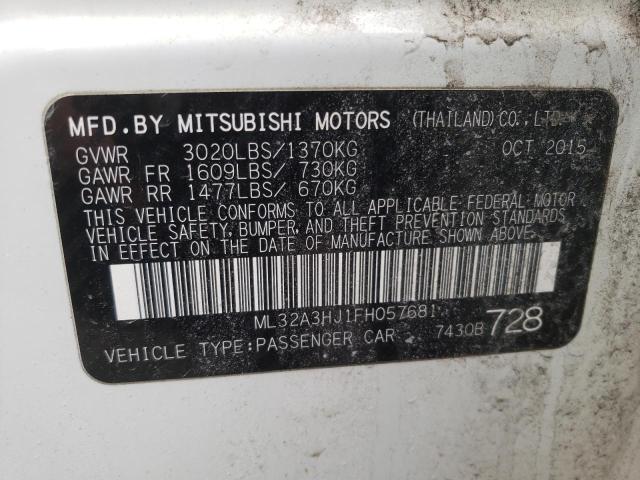 MFD.BY MITSUBISHI MOTORS (THAILAND)CO.,LTD.
GVWR 3020LBS/1370KG OCT 2015
GAWR FR 1609LBS/ 730KG
GAWR RR 1477LBS/ 670KG
THIS VEHICLE CONFORMS TO ALL APPLICABLE FEDERAL MOTOR
VEHICLE SAFETY, BUMPER, AND THEFT PREVENTION STANDARDS
IN EFFECT ON THE DATE OF MANUFACTURE SHOWN ABOVE.
ML32A3HJ1FH057681
VEHICLE TYPE:PASSENGER CAR 7430B 728